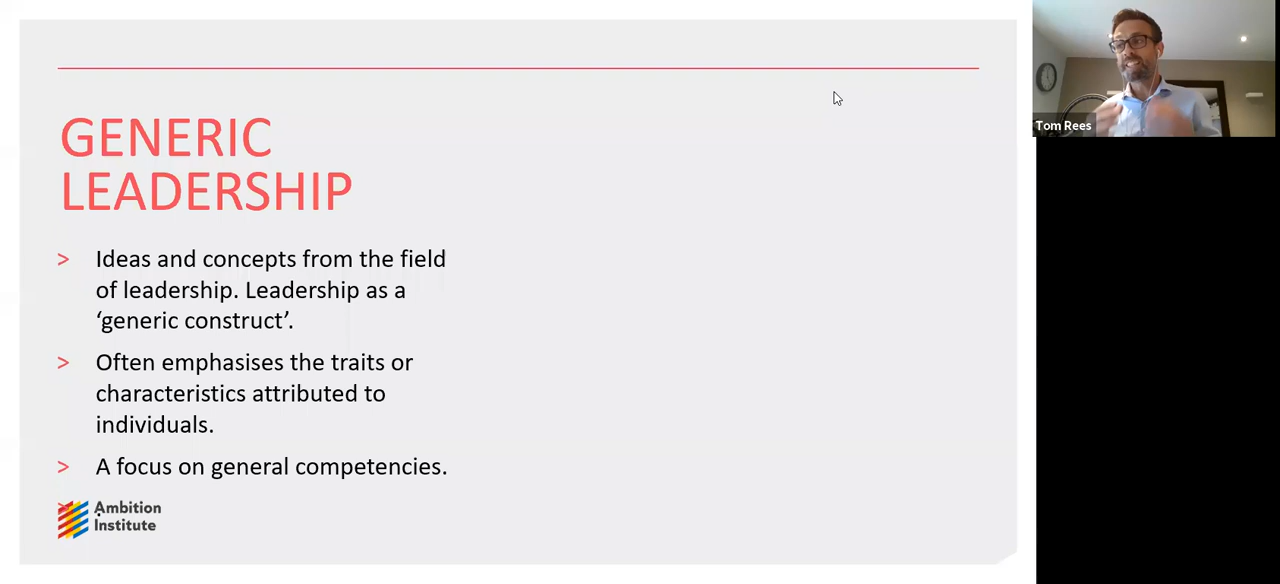 GENERIC
LEADERSHIP
> Ideas and concepts from the field
of leadership. Leadership as a
‘generic construct’.
> Often emphasises the traits or
characteristics attributed to
individuals.
> A focus on general competencies.
Ambition
Institute
Tom Rees